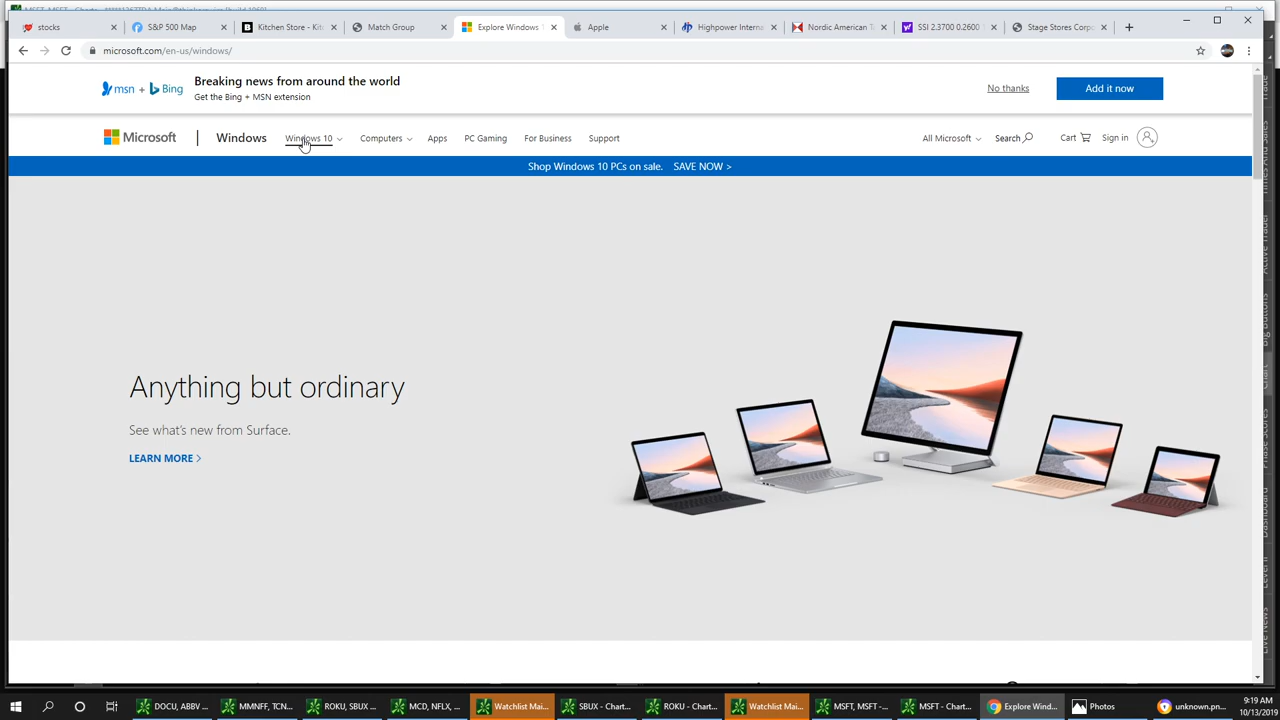 stocks
S&P 500 Map
Kitchen Store - Kit
Match Group
Explore Windows
Apple
Highpower Interna
Nordic American T
SSI 2.3700 0.2600
Stage Stores Corpo
microsoft.com/en-us/windows/
msn + Bing
Breaking news from around the world
Get the Bing + MSN extension
No thanks
Add it now
Microsoft
Windows
Windows 10
Computers
Apps
PC Gaming
For Business
Support
All Microsoft
Search
Cart
Sign in
Shop Windows 10 PCs on sale. SAVE NOW >
Anything but ordinary
See what's new from Surface.
LEARN MORE >
DOCU, ABBV ...
MMNF, TCN...
ROKU, SBUX ...
MCD, NFLX, ...
Watchlist Mai...
SBUX - Chart...
ROKU - Chart...
Watchlist Mai...
MSFT, MSFT -...
MSFT - Chart...
Explore Wind...
Photos
unknown.pn...
9:19 AM
10/13/2019